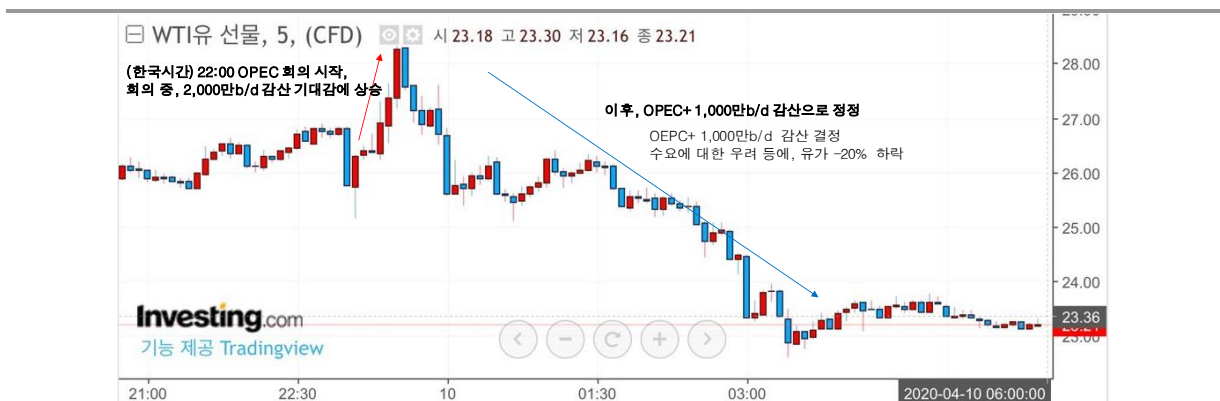 WTI유 선물, 5, (CFD) 시 23.18 고 23.30 저 23.16 종 23.21
(한국시간) 22:00 OPEC 회의 시작,
회의 중, 2,000만b/d 감산 기대감에 상승
이후, OPEC+ 1,000만b/d 감산으로 정정
OEPC+ 1,000만b/d 감산 결정
수요에 대한 우려 등에, 유가 -20% 하락
28.00
27.00
26.00
25.00
24.00
23.36
23.21
23.00
Investing.com
기능 제공 Tradingview
21:00 22:30 10 01:30 03:00 2020-04-10 06:00:00